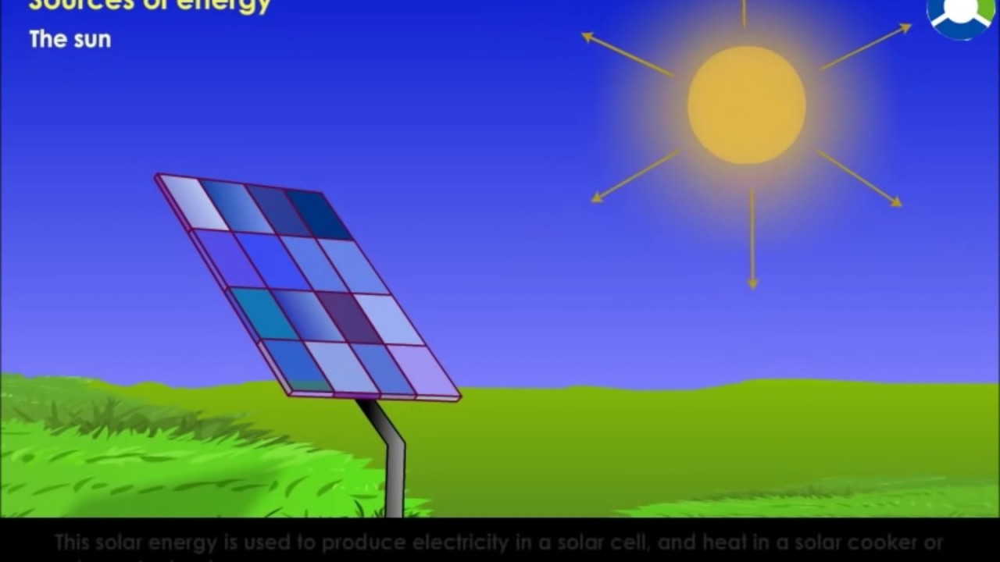 Sources of energy
The sun
This solar energy is used to produce electricity in a solar cell, and heat in a solar cooker or